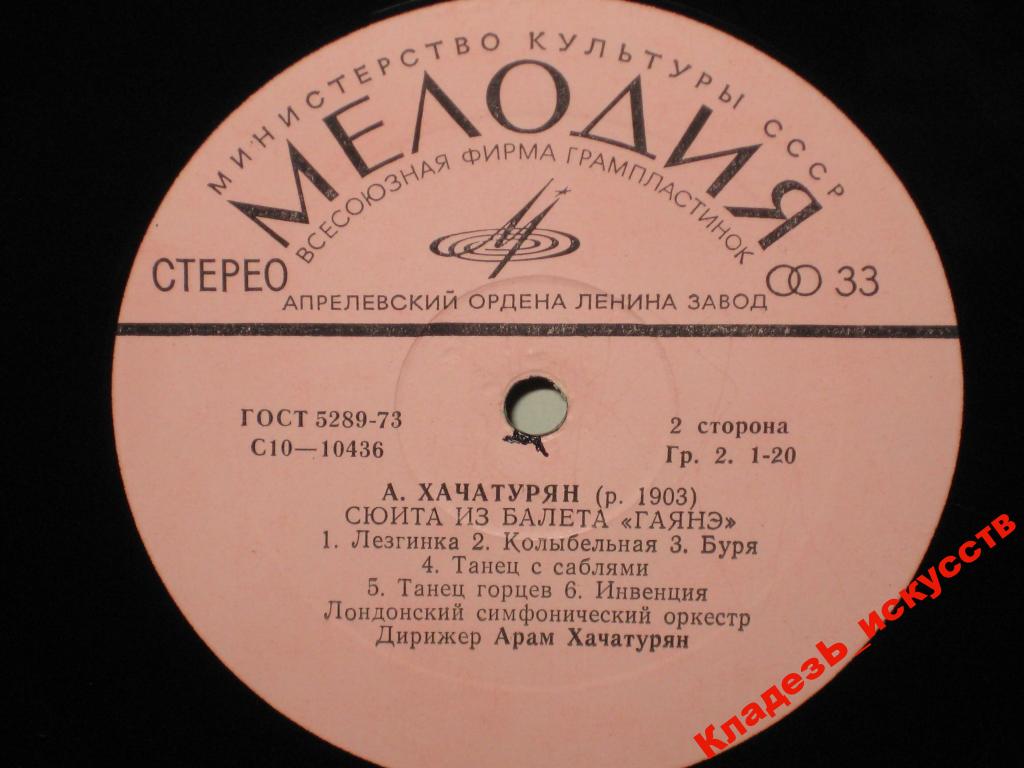 МИНИСТЕРСТВО КУЛЬТУРЫ СССР
МЕЛОДИЯ
ВСЕСОЮЗНАЯ ФИРМА ГРАМПЛАСТИНОК
СТЕРЕО
33
АПРЕЛЕВСКИЙ ОРДЕНА ЛЕНИНА ЗАВОД
ГОСТ 5289-73
С10—10436
2 сторона
Гр. 2. 1-20
А. ХАЧАТУРЯН (р. 1903)
СЮИТА ИЗ БАЛЕТА «ГАЯНЭ»
1. Лезгинка 2. Колыбельная 3. Буря
4. Танец с саблями
5. Танец горцев 6. Инвенция
Лондонский симфонический оркестр
Дирижер Арам Хачатурян
КладезЬ_искусств